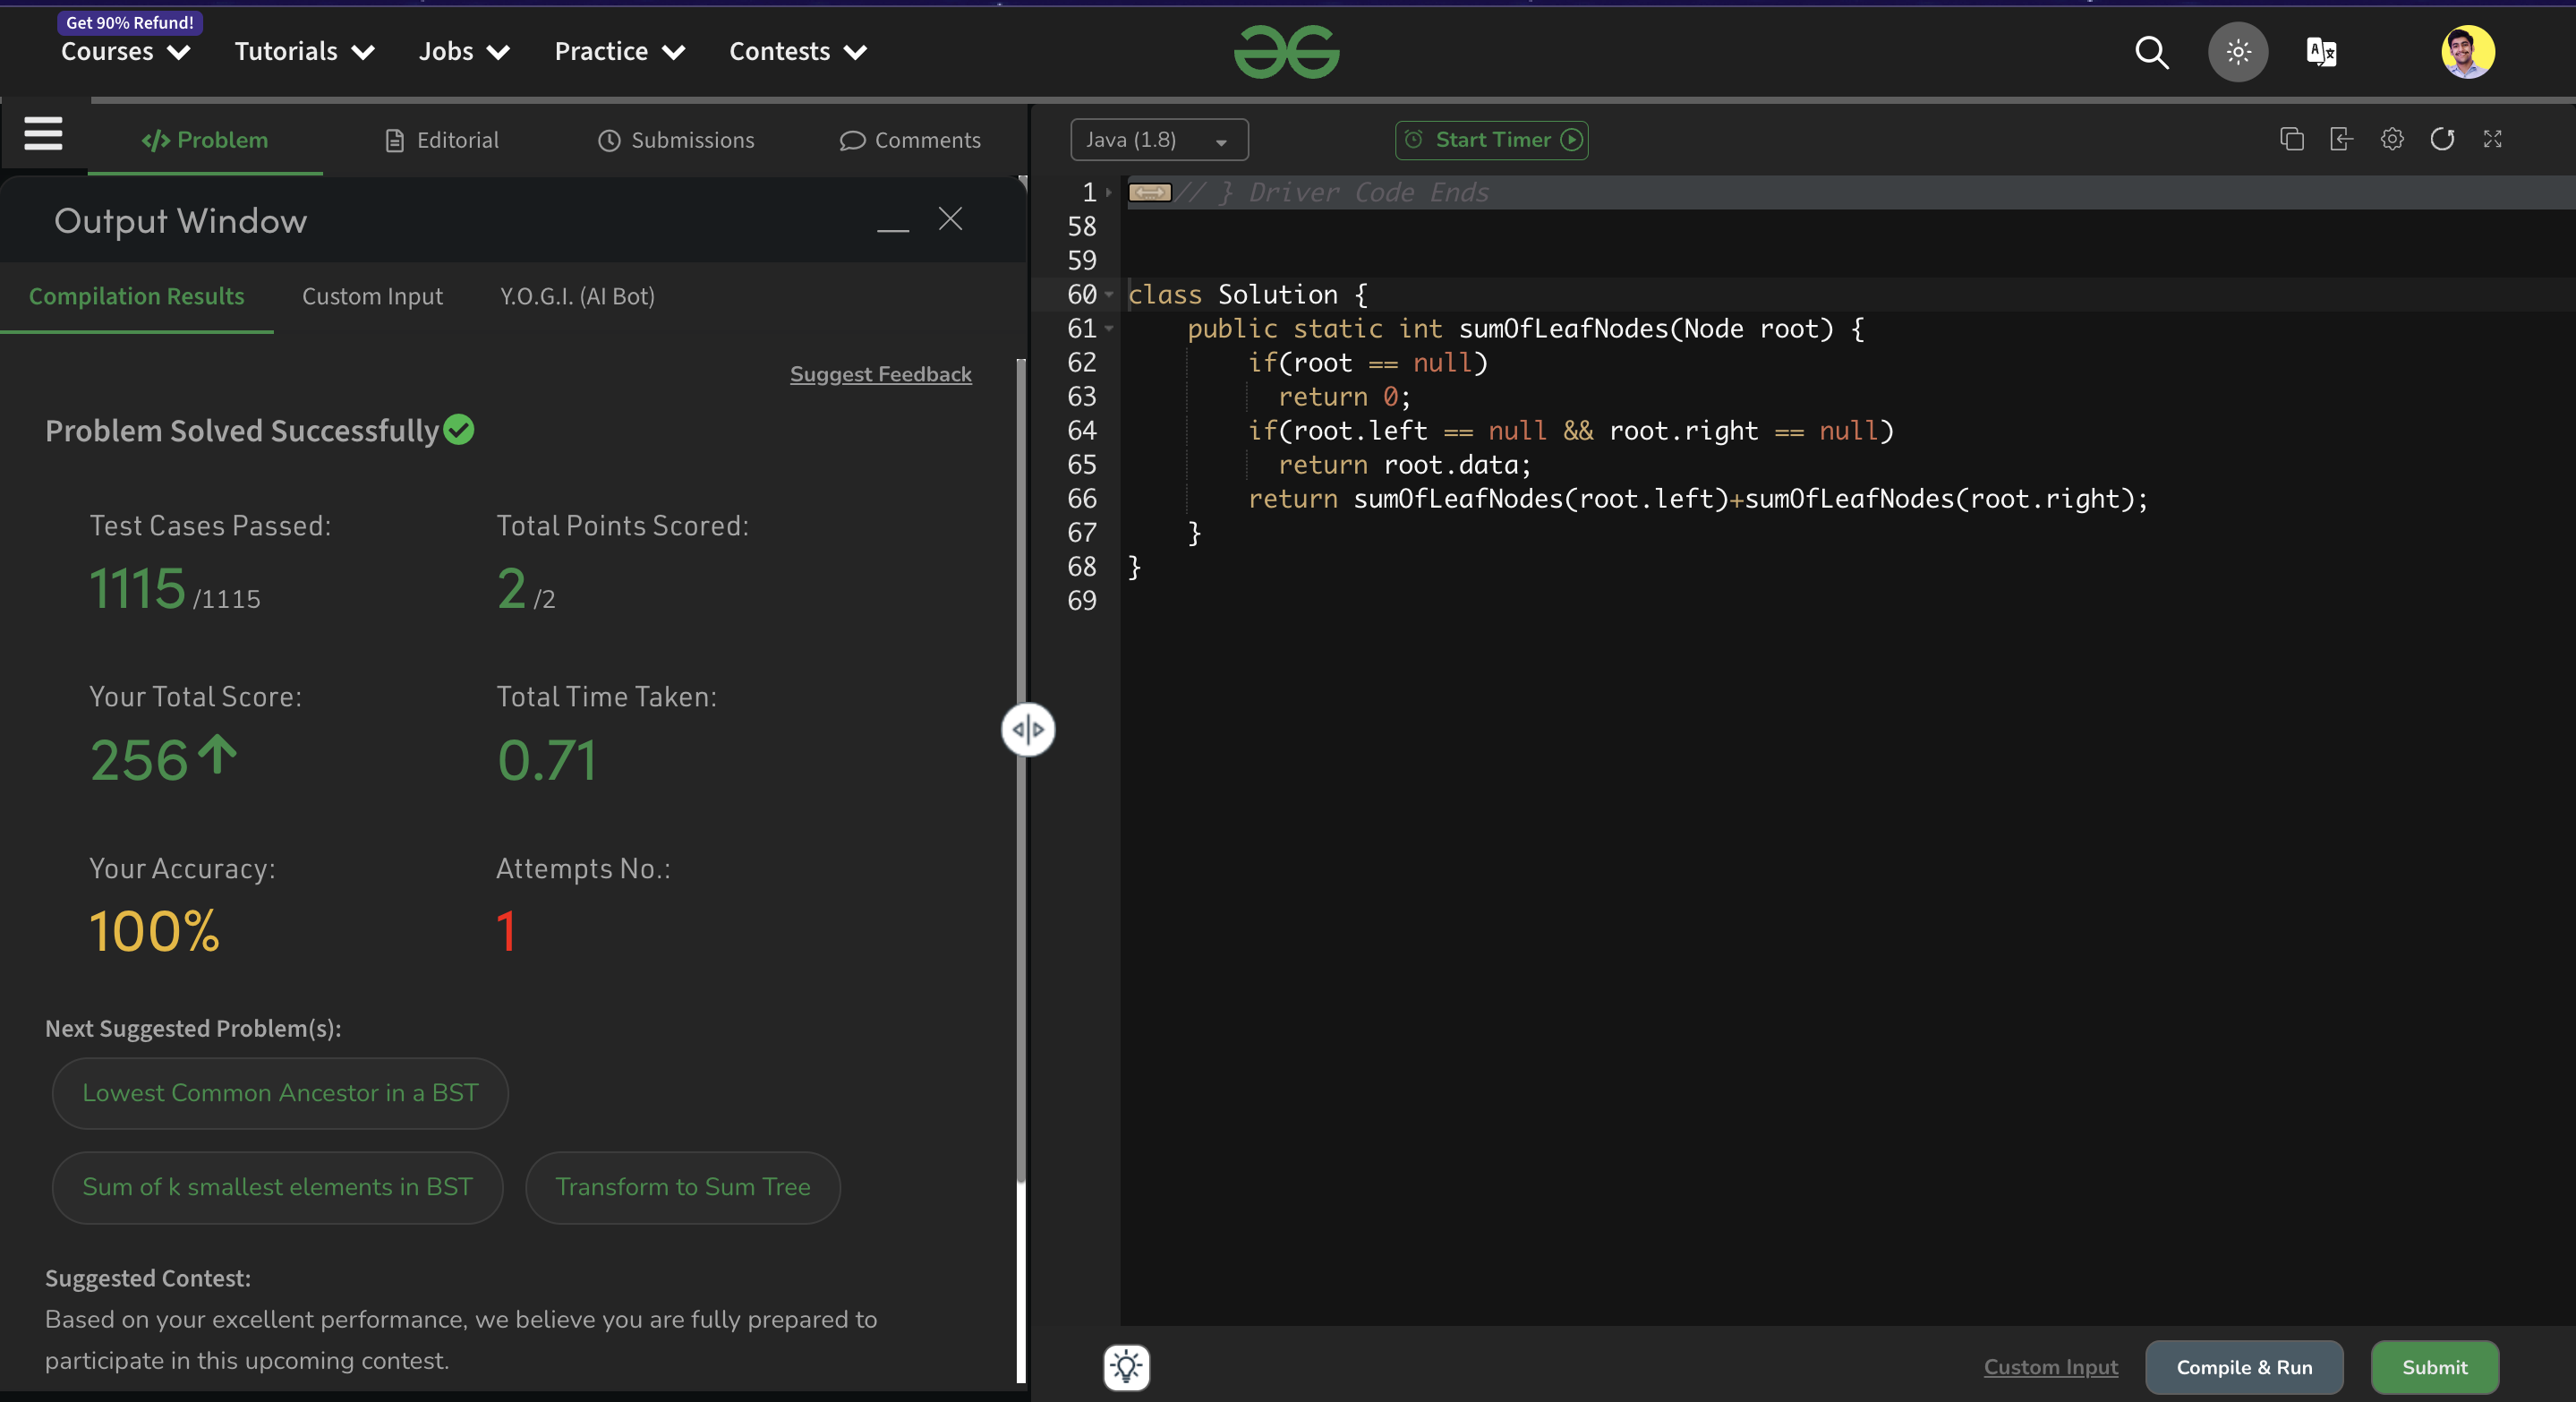 Get 90% Refund!
Courses Tutorials Jobs Practice Contests
Problem Editorial Submissions Comments
Output Window
Compilation Results Custom Input Y.O.G.I. (AI Bot)
Suggest Feedback
Problem Solved Successfully
Test Cases Passed: Total Points Scored:
1115 /1115 2 /2
Your Total Score: Total Time Taken:
256 0.71
Your Accuracy: Attempts No.:
100% 1
Next Suggested Problem(s):
Lowest Common Ancestor in a BST
Sum of k smallest elements in BST Transform to Sum Tree
Suggested Contest:
Based on your excellent performance, we believe you are fully prepared to
participate in this upcoming contest.
Java (1.8) Start Timer
1 // } Driver Code Ends
58
59
60 class Solution {
61 public static int sumOfLeafNodes(Node root) {
62 if(root == null)
63 return 0;
64 if(root.left == null && root.right == null)
65 return root.data;
66 return sumOfLeafNodes(root.left)+sumOfLeafNodes(root.right);
67 }
68 }
69
Custom Input Compile & Run Submit